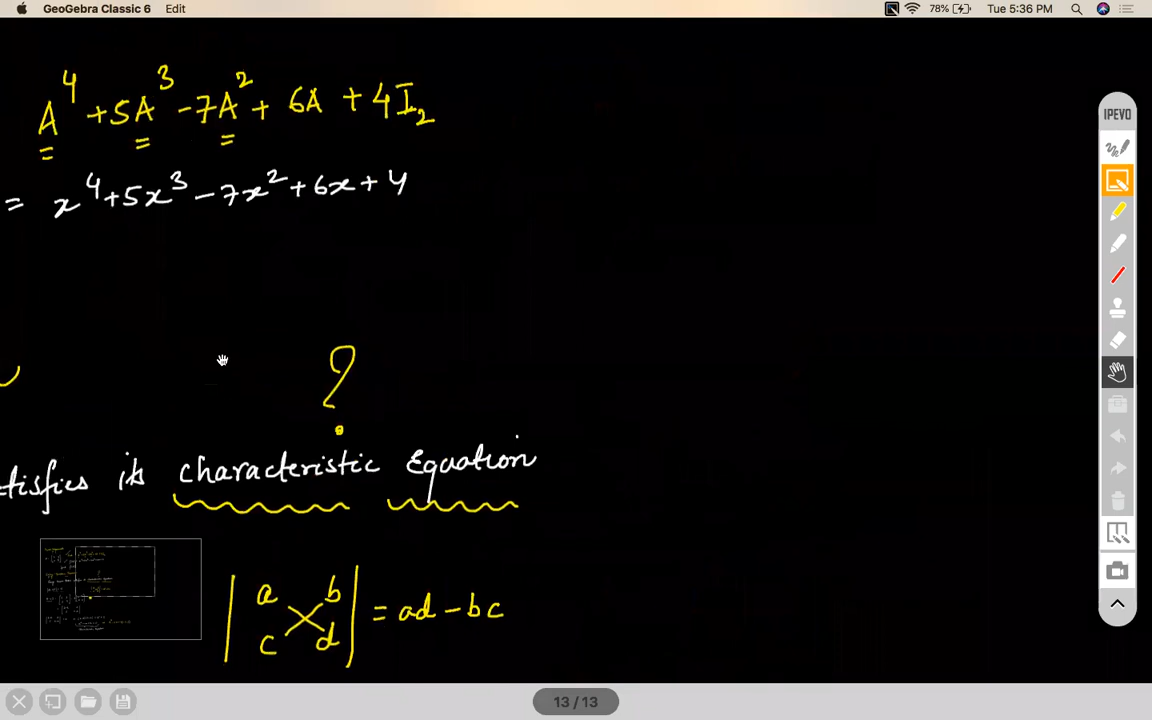 GeoGebra Classic 6 Edit 78% Tue 5:36 PM
IPEVO
A⁴ + 5A³ - 7A² + 6A + 4I₂
= x⁴ + 5x³ - 7x² + 6x + 4
?
its characteristic Equation
| a b |
| c d | = ad - bc
13 / 13